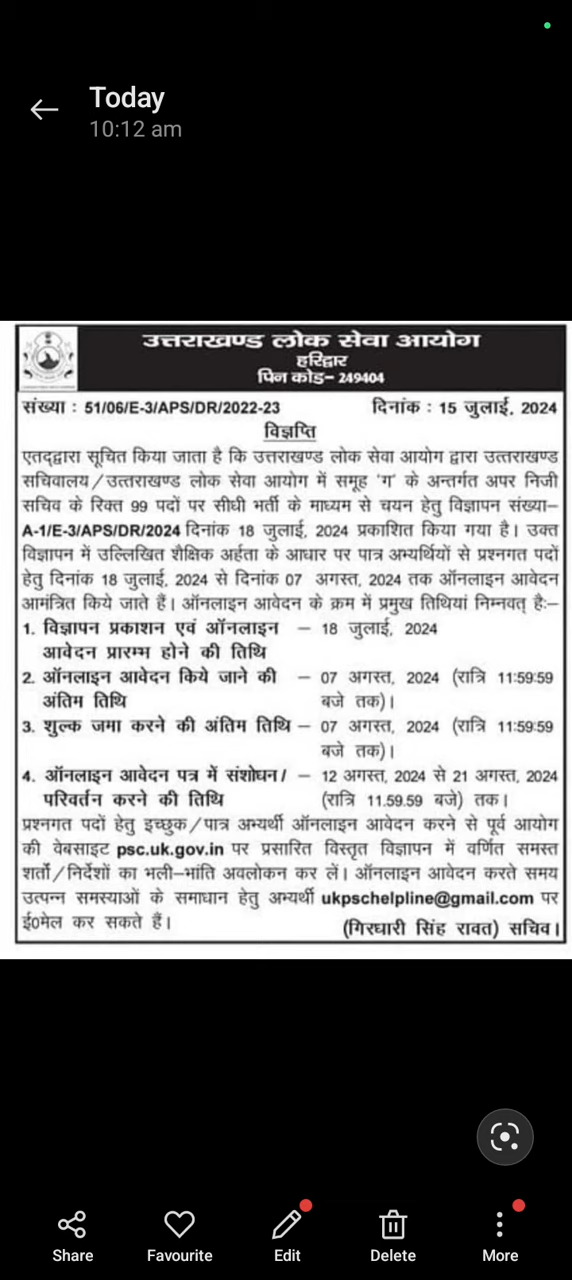 Today
10:12 am
उत्तराखण्ड लोक सेवा आयोग
हरिद्वार
पिन कोड– 249404
संख्या : 51/06/E-3/APS/DR/2022-23 दिनांक : 15 जुलाई, 2024
विज्ञप्ति
एतद्द्वारा सूचित किया जाता है कि उत्तराखण्ड लोक सेवा आयोग द्वारा उत्तराखण्ड
सचिवालय/उत्तराखण्ड लोक सेवा आयोग में समूह 'ग' के अन्तर्गत अपर निजी
सचिव के रिक्त 99 पदों पर सीधी भर्ती के माध्यम से चयन हेतु विज्ञापन संख्या–
A-1/E-3/APS/DR/2024 दिनांक 18 जुलाई, 2024 प्रकाशित किया गया है। उक्त
विज्ञापन में उल्लिखित शैक्षिक अर्हता के आधार पर पात्र अभ्यर्थियों से प्रश्नगत पदों
हेतु दिनांक 18 जुलाई, 2024 से दिनांक 07 अगस्त, 2024 तक ऑनलाइन आवेदन
आमंत्रित किये जाते हैं। ऑनलाइन आवेदन के क्रम में प्रमुख तिथियां निम्नवत् हैः–
1. विज्ञापन प्रकाशन एवं ऑनलाइन – 18 जुलाई, 2024
आवेदन प्रारम्भ होने की तिथि
2. ऑनलाइन आवेदन किये जाने की – 07 अगस्त, 2024 (रात्रि 11:59:59
अंतिम तिथि बजे तक)।
3. शुल्क जमा करने की अंतिम तिथि – 07 अगस्त, 2024 (रात्रि 11:59:59
बजे तक)।
4. ऑनलाइन आवेदन पत्र में संशोधन/ – 12 अगस्त, 2024 से 21 अगस्त, 2024
परिवर्तन करने की तिथि (रात्रि 11.59.59 बजे) तक।
प्रश्नगत पदों हेतु इच्छुक/पात्र अभ्यर्थी ऑनलाइन आवेदन करने से पूर्व आयोग
की वेबसाइट psc.uk.gov.in पर प्रसारित विस्तृत विज्ञापन में वर्णित समस्त
शर्तो/निर्देशों का भली–भांति अवलोकन कर लें। ऑनलाइन आवेदन करते समय
उत्पन्न समस्याओं के समाधान हेतु अभ्यर्थी ukpschelpline@gmail.com पर
ई0मेल कर सकते हैं।
(गिरधारी सिंह रावत) सचिव।
Share Favourite Edit Delete More